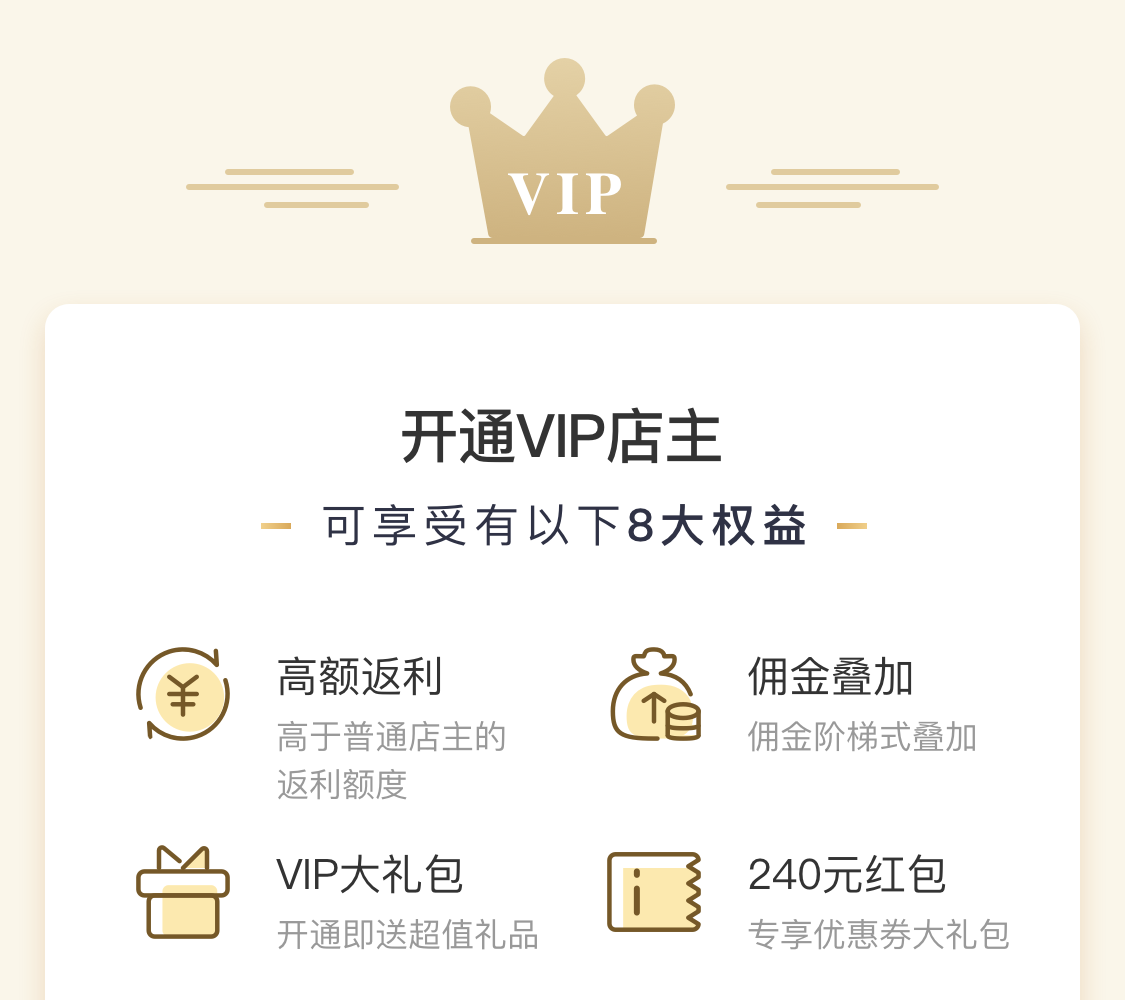 VIP
开通VIP店主
可享受有以下8大权益
高额返利
高于普通店主的
返利额度
佣金叠加
佣金阶梯式叠加
VIP大礼包
开通即送超值礼品
240元红包
专享优惠券大礼包